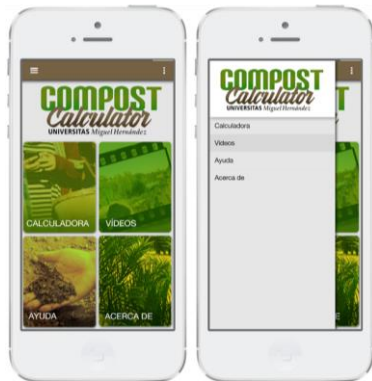 COMPOST
Calculator
UNIVERSITAS Miguel Hernández
CALCULADORA
VÍDEOS
AYUDA
ACERCA DE
COMPOST
Calculator
UNIVERSITAS Miguel Hernández
Calculadora
Videos
Ayuda
Acerca de
T